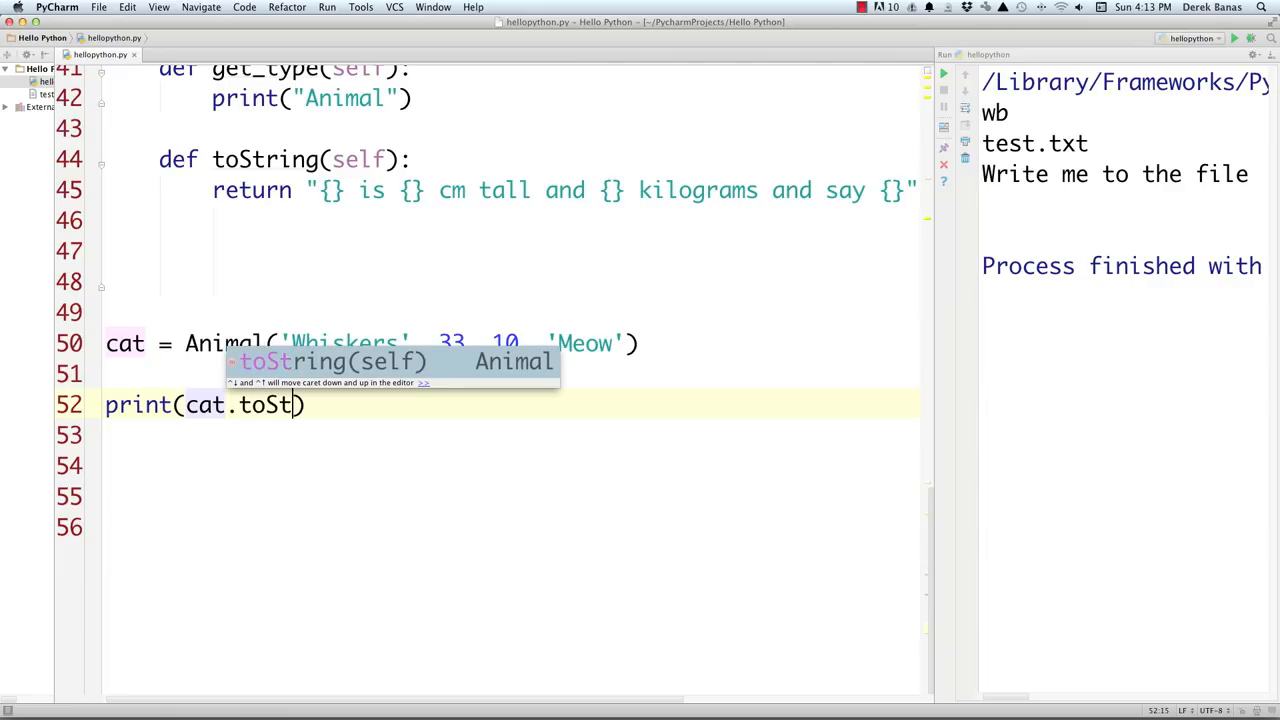 PyCharm File Edit View Navigate Code Refactor Run Tools VCS Window Help 10 Sun 4:13 PM Derek Banas
hellopython.py - Hello Python - [~/PycharmProjects/Hello Python]
Hello Python hellopython.py hellopython
hellopython.py Run hellopython
Hello P
hell
test
Externa
41 def get_type(self):
42 print("Animal")
43
44 def toString(self):
45 return "{} is {} cm tall and {} kilograms and say {}"
46
47
48
49
50 cat = Animal('Whiskers', 33, 10, 'Meow')
51
toString(self) Animal
^↓ and ^↑ will move caret down and up in the editor >>
52 print(cat.toSt)
53
54
55
56
/Library/Frameworks/Py
wb
test.txt
Write me to the file
Process finished with
52:15 LF UTF-8